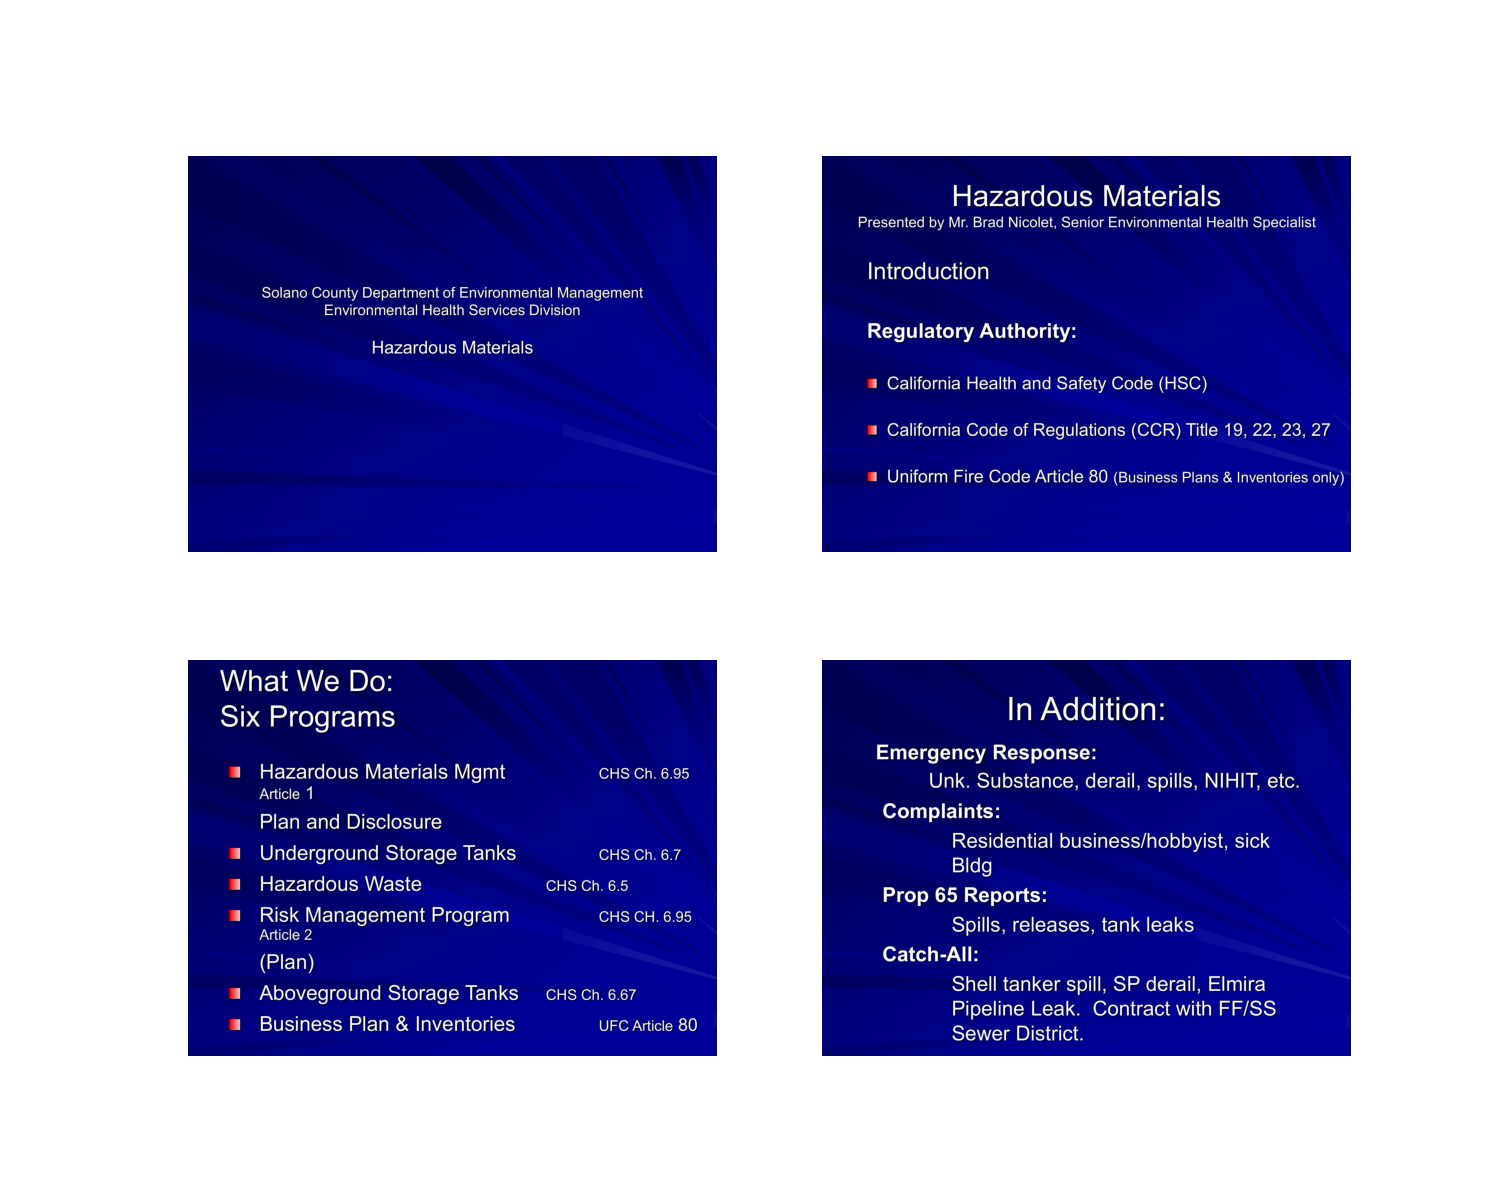 Solano County Department of Environmental Management
Environmental Health Services Division
Hazardous Materials
Hazardous Materials
Presented by Mr. Brad Nicolet, Senior Environmental Health Specialist
Introduction
Regulatory Authority:
California Health and Safety Code (HSC)
California Code of Regulations (CCR) Title 19, 22, 23, 27
Uniform Fire Code Article 80 (Business Plans & Inventories only)
What We Do:
Six Programs
Hazardous Materials Mgmt CHS Ch. 6.95
Article 1
Plan and Disclosure
Underground Storage Tanks CHS Ch. 6.7
Hazardous Waste CHS Ch. 6.5
Risk Management Program CHS CH. 6.95
Article 2
(Plan)
Aboveground Storage Tanks CHS Ch. 6.67
Business Plan & Inventories UFC Article 80
In Addition:
Emergency Response:
Unk. Substance, derail, spills, NIHIT, etc.
Complaints:
Residential business/hobbyist, sick
Bldg
Prop 65 Reports:
Spills, releases, tank leaks
Catch-All:
Shell tanker spill, SP derail, Elmira
Pipeline Leak. Contract with FF/SS
Sewer District.